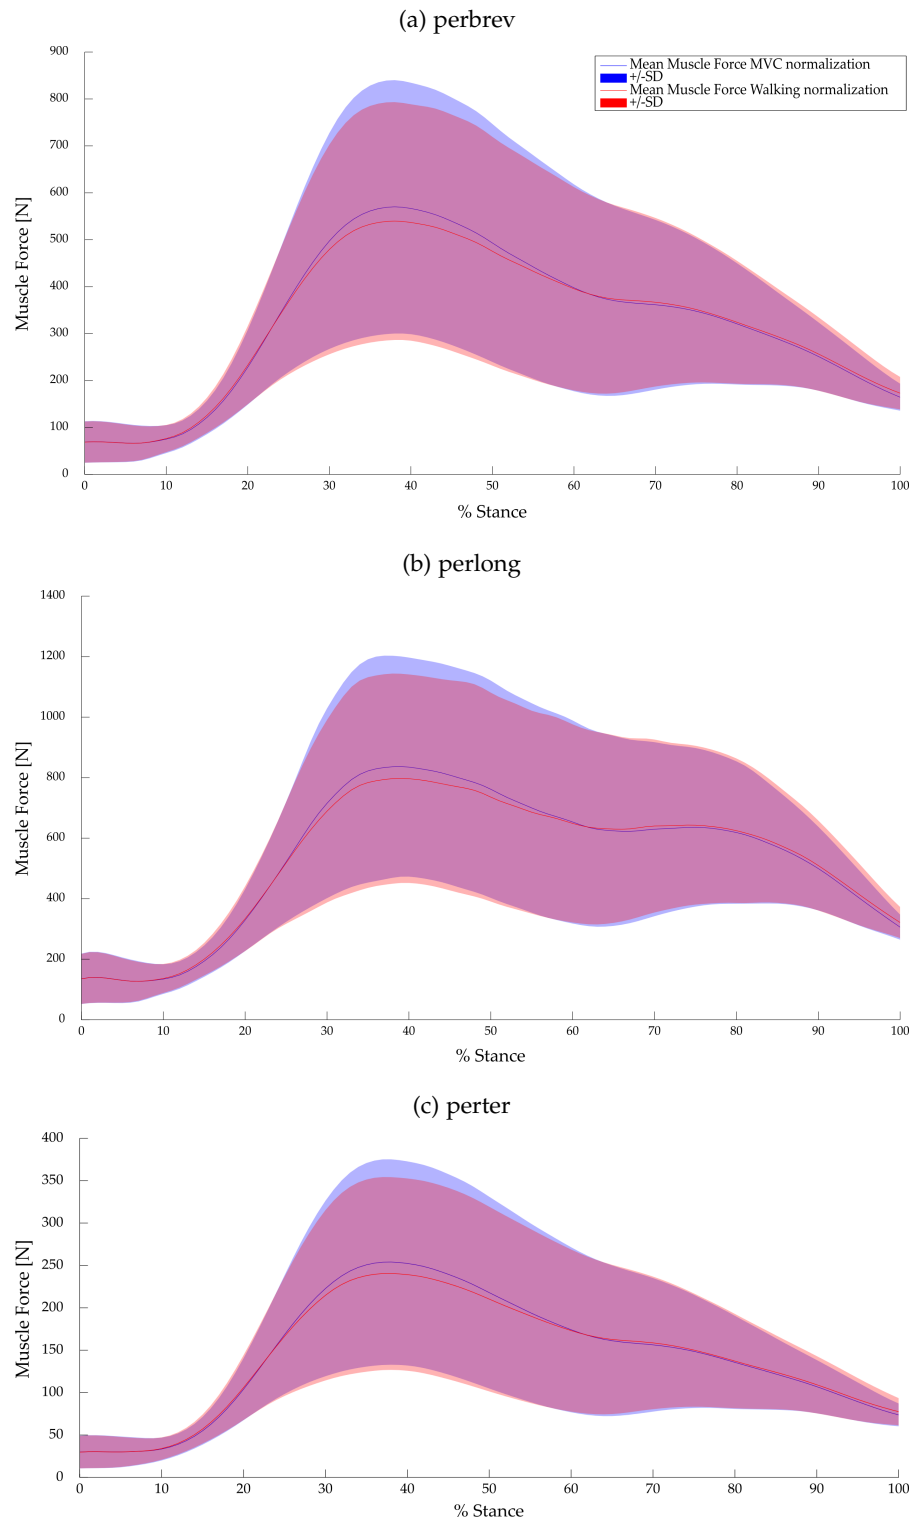 (a) perbrev
900
800
700
600
500
400
300
200
100
0
Muscle Force [N]
Mean Muscle Force MVC normalization
+/-SD
Mean Muscle Force Walking normalization
+/-SD
0 10 20 30 40 50 60 70 80 90 100
% Stance
(b) perlong
1400
1200
1000
800
600
400
200
0
Muscle Force [N]
0 10 20 30 40 50 60 70 80 90 100
% Stance
(c) perter
400
350
300
250
200
150
100
50
0
Muscle Force [N]
0 10 20 30 40 50 60 70 80 90 100
% Stance